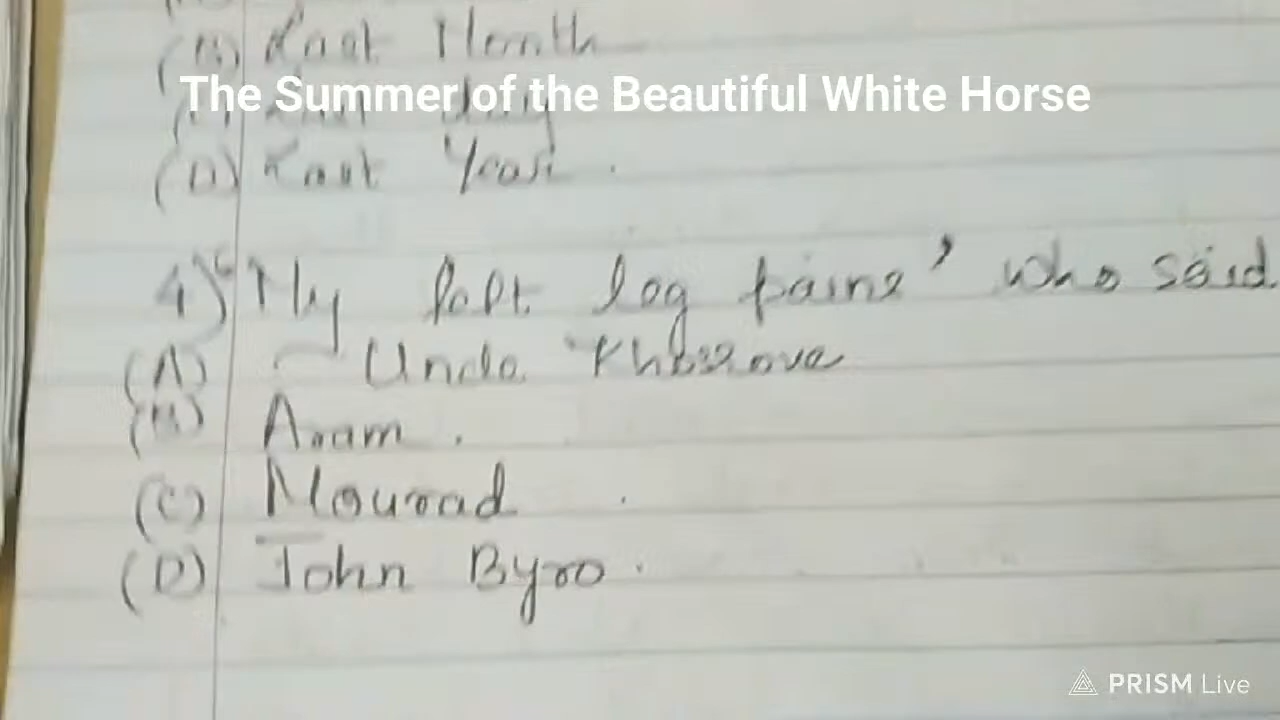 (B) Last Month
The Summer of the Beautiful White Horse
(D) Last Year.
4) "My left leg pains" who said.
(A) Uncle Khosrove
(B) Aram.
(C) Mourad
(D) John Byro.
PRISM Live